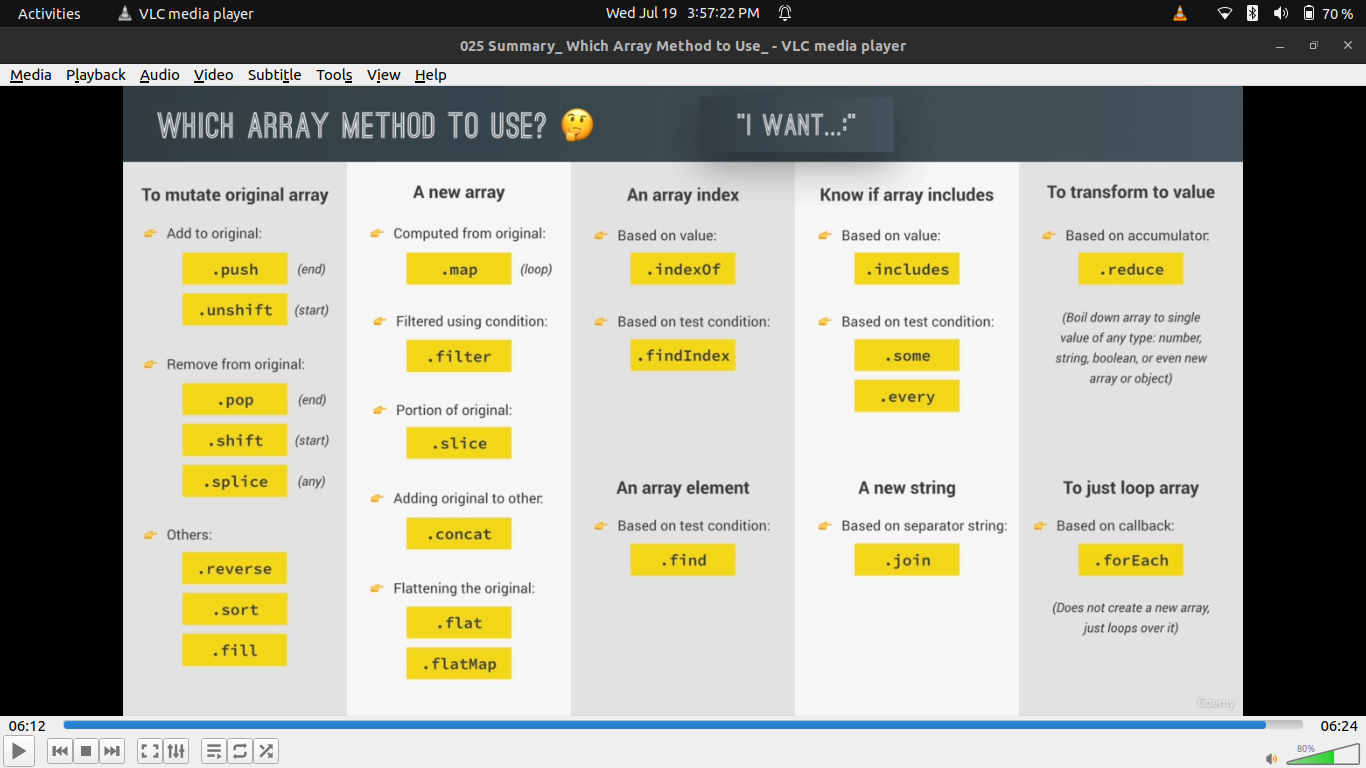 Activities
VLC media player
Wed Jul 19 3:57:22 PM
70 %
025 Summary_ Which Array Method to Use_ - VLC media player
Media Playback Audio Video Subtitle Tools View Help
WHICH ARRAY METHOD TO USE? 🤔
"I WANT...:"
To mutate original array
👉 Add to original:
.push (end)
.unshift (start)
👉 Remove from original:
.pop (end)
.shift (start)
.splice (any)
👉 Others:
.reverse
.sort
.fill
A new array
👉 Computed from original:
.map (loop)
👉 Filtered using condition:
.filter
👉 Portion of original:
.slice
👉 Adding original to other:
.concat
👉 Flattening the original:
.flat
.flatMap
An array index
👉 Based on value:
.indexOf
👉 Based on test condition:
.findIndex
An array element
👉 Based on test condition:
.find
Know if array includes
👉 Based on value:
.includes
👉 Based on test condition:
.some
.every
A new string
👉 Based on separator string:
.join
To transform to value
👉 Based on accumulator:
.reduce
(Boil down array to single
value of any type: number,
string, boolean, or even new
array or object)
To just loop array
👉 Based on callback:
.forEach
(Does not create a new array,
just loops over it)
Udemy
06:12
06:24
80%